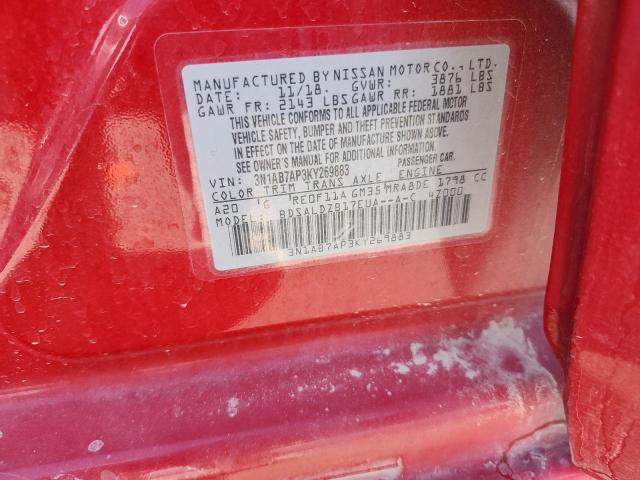 MANUFACTURED BY NISSAN MOTOR CO., LTD.
DATE: 11/18. GVWR: 3876 LBS
GAWR FR: 2143 LBS GAWR RR: 1881 LBS
THIS VEHICLE CONFORMS TO ALL APPLICABLE FEDERAL MOTOR
VEHICLE SAFETY, BUMPER AND THEFT PREVENTION STANDARDS
IN EFFECT ON THE DATE OF MANUFACTURE SHOWN ABOVE.
SEE OWNER'S MANUAL FOR ADDITIONAL INFORMATION.
VIN: 3N1AB7AP3KY269883 PASSENGER CAR.
COLOR TRIM TRANS AXLE ENGINE
A20 G RE0F11A GM35 MRA8DE 1798 CC
MODEL: BDSALDZB17EUA--A-C 4Z000
3N1AB7AP3KY269883